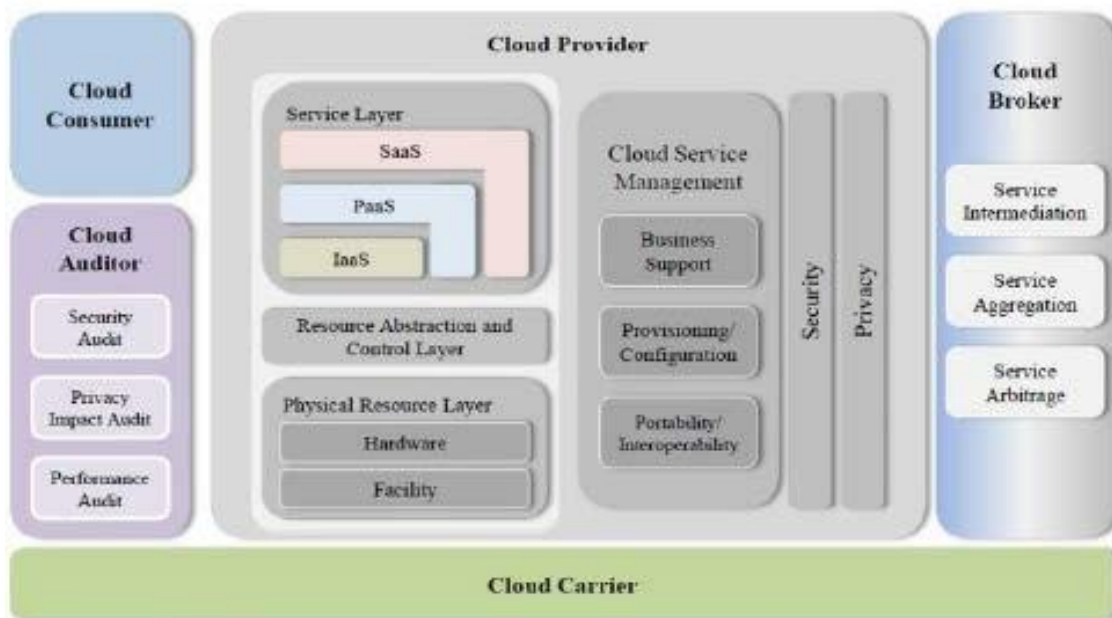 Cloud
Consumer
Cloud
Auditor
Security
Audit
Privacy
Impact Audit
Performance
Audit
Cloud Provider
Service Layer
SaaS
PaaS
IaaS
Resource Abstraction and
Control Layer
Physical Resource Layer
Hardware
Facility
Cloud Service
Management
Business
Support
Provisioning/
Configuration
Portability/
Interoperability
Security
Privacy
Cloud
Broker
Service
Intermediation
Service
Aggregation
Service
Arbitrage
Cloud Carrier